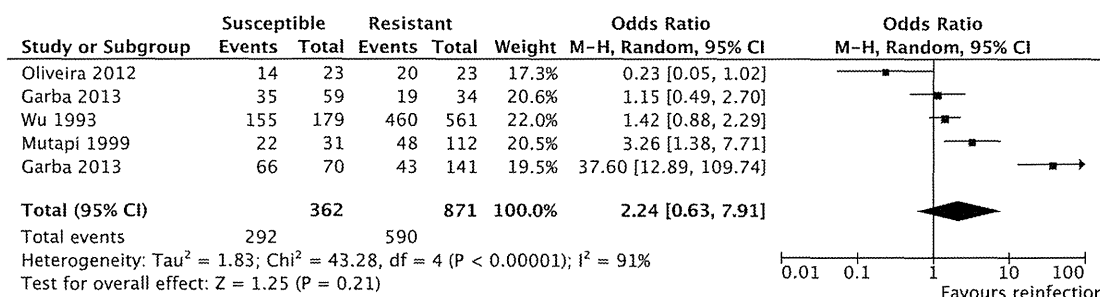 Susceptible Resistant Odds Ratio Odds Ratio
Study or Subgroup Events Total Events Total Weight M-H, Random, 95% CI M-H, Random, 95% CI
Oliveira 2012 14 23 20 23 17.3% 0.23 [0.05, 1.02]
Garba 2013 35 59 19 34 20.6% 1.15 [0.49, 2.70]
Wu 1993 155 179 460 561 22.0% 1.42 [0.88, 2.29]
Mutapi 1999 22 31 48 112 20.5% 3.26 [1.38, 7.71]
Garba 2013 66 70 43 141 19.5% 37.60 [12.89, 109.74]
Total (95% CI) 362 871 100.0% 2.24 [0.63, 7.91]
Total events 292 590
Heterogeneity: Tau² = 1.83; Chi² = 43.28, df = 4 (P < 0.00001); I² = 91%
Test for overall effect: Z = 1.25 (P = 0.21)
0.01 0.1 1 10 100
Favours reinfection